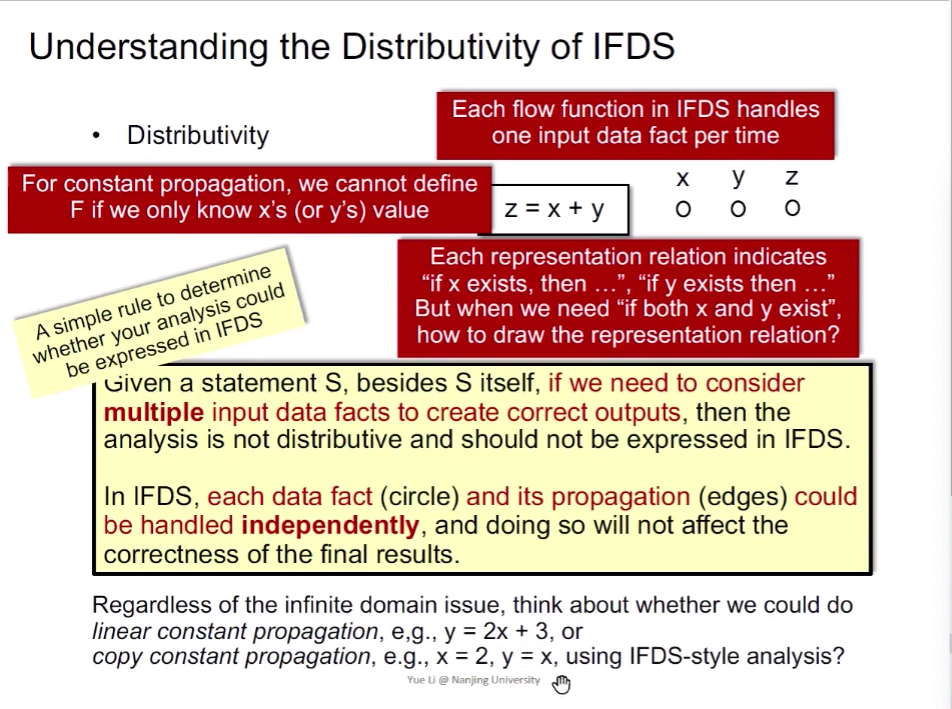 Understanding the Distributivity of IFDS
• Distributivity
Each flow function in IFDS handles
one input data fact per time
For constant propagation, we cannot define
F if we only know x's (or y's) value
z = x + y
x y z
Each representation relation indicates
“if x exists, then …”, “if y exists then …”
But when we need “if both x and y exist”,
how to draw the representation relation?
A simple rule to determine
whether your analysis could
be expressed in IFDS
Given a statement S, besides S itself, if we need to consider
multiple input data facts to create correct outputs, then the
analysis is not distributive and should not be expressed in IFDS.
In IFDS, each data fact (circle) and its propagation (edges) could
be handled independently, and doing so will not affect the
correctness of the final results.
Regardless of the infinite domain issue, think about whether we could do
linear constant propagation, e,g., y = 2x + 3, or
copy constant propagation, e.g., x = 2, y = x, using IFDS-style analysis?
Yue Li @ Nanjing University